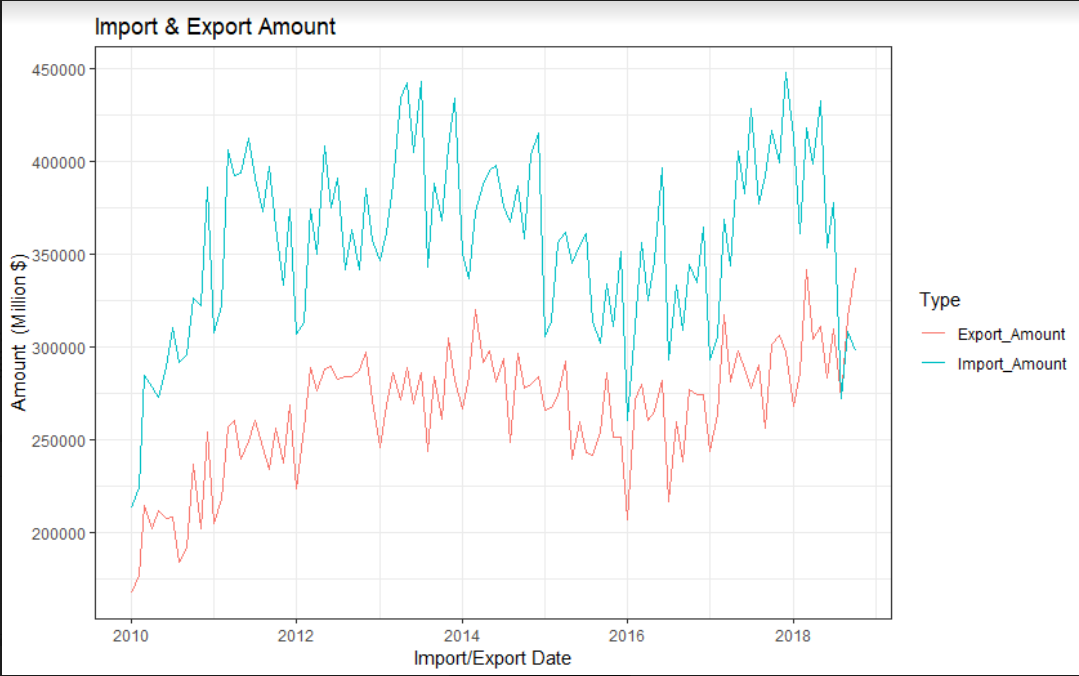 Import & Export Amount
450000
400000
350000
300000
250000
200000
Amount (Million $)
2010 2012 2014 2016 2018
Import/Export Date
Type
Export_Amount
Import_Amount